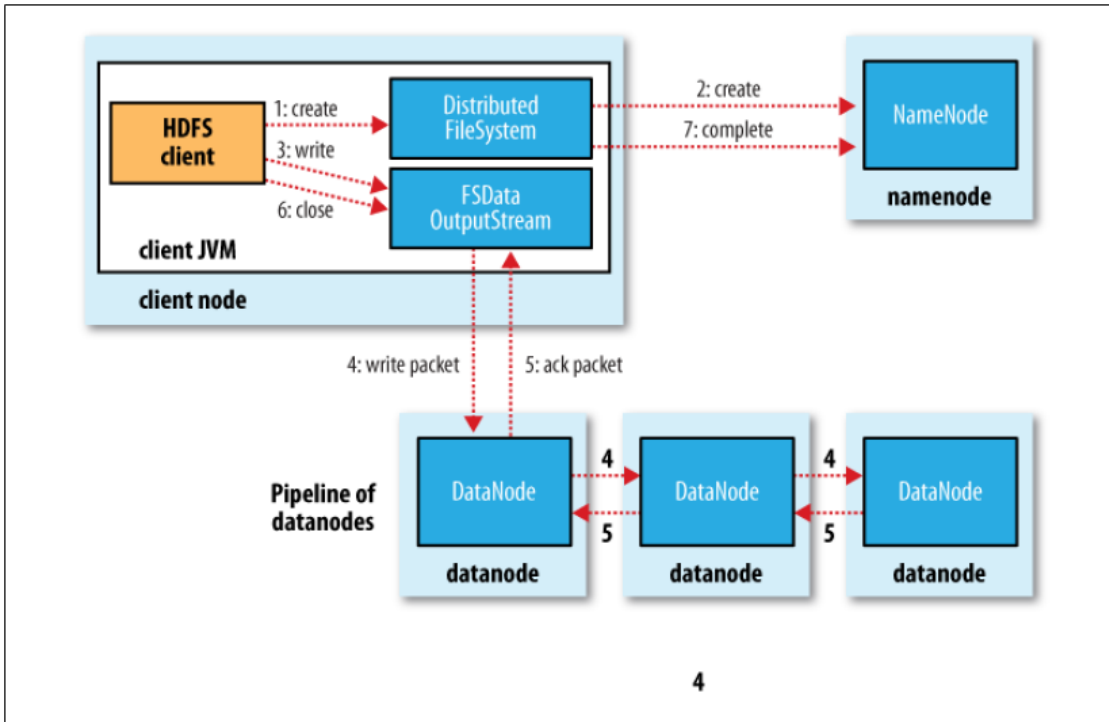 1: create
HDFS
client
3: write
6: close
Distributed
FileSystem
FSData
OutputStream
client JVM
client node
2: create
7: complete
NameNode
namenode
4: write packet
5: ack packet
Pipeline of
datanodes
DataNode
datanode
4
5
DataNode
datanode
4
5
DataNode
datanode
4